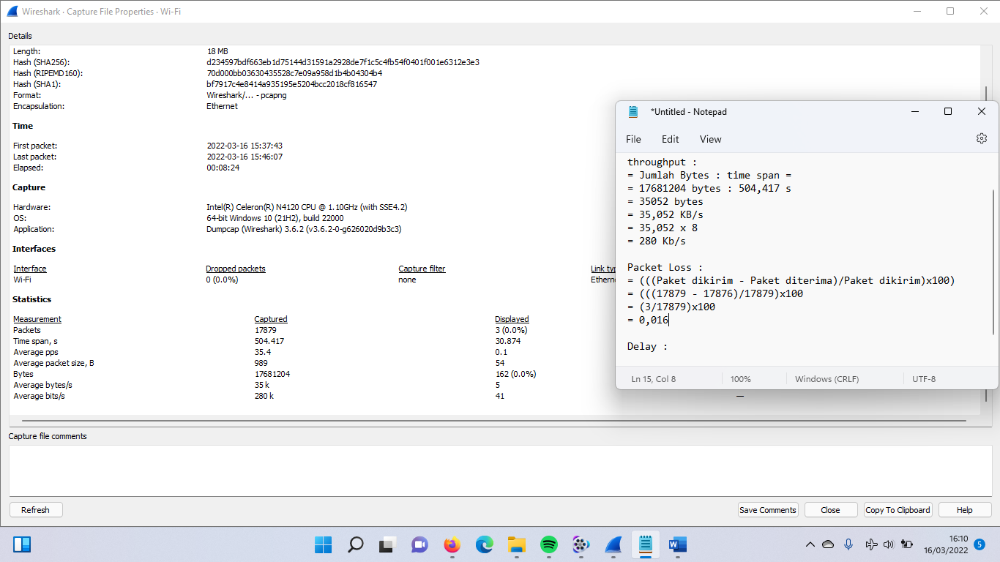 Wireshark · Capture File Properties · Wi-Fi
Details
Length: 18 MB
Hash (SHA256): d234597bdf663eb1d75144d31591a2928de7f1c5c4fb54f0401f001e6312e3e3
Hash (RIPEMD160): 70d000bb03630435528c7e09a958d1b4b04304b4
Hash (SHA1): bf7917c4e8414a935195e5204bcc2018cf816547
Format: Wireshark/... - pcapng
Encapsulation: Ethernet
Time
First packet: 2022-03-16 15:37:43
Last packet: 2022-03-16 15:46:07
Elapsed: 00:08:24
Capture
Hardware: Intel(R) Celeron(R) N4120 CPU @ 1.10GHz (with SSE4.2)
OS: 64-bit Windows 10 (21H2), build 22000
Application: Dumpcap (Wireshark) 3.6.2 (v3.6.2-0-g626020d9b3c3)
Interfaces
Interface Dropped packets Capture filter Link typ
Wi-Fi 0 (0.0%) none Ethern
Statistics
Measurement Captured Displayed
Packets 17879 3 (0.0%)
Time span, s 504.417 30.874
Average pps 35.4 0.1
Average packet size, B 989 54
Bytes 17681204 162 (0.0%)
Average bytes/s 35 k 5
Average bits/s 280 k 41 —
Capture file comments
Refresh Save Comments Close Copy To Clipboard Help
*Untitled - Notepad
File Edit View
throughput :
= Jumlah Bytes : time span =
= 17681204 bytes : 504,417 s
= 35052 bytes
= 35,052 KB/s
= 35,052 x 8
= 280 Kb/s
Packet Loss :
= (((Paket dikirim - Paket diterima)/Paket dikirim)x100)
= (((17879 - 17876)/17879)x100
= (3/17879)x100
= 0,016
Delay :
Ln 15, Col 8 100% Windows (CRLF) UTF-8
16:10
16/03/2022 5